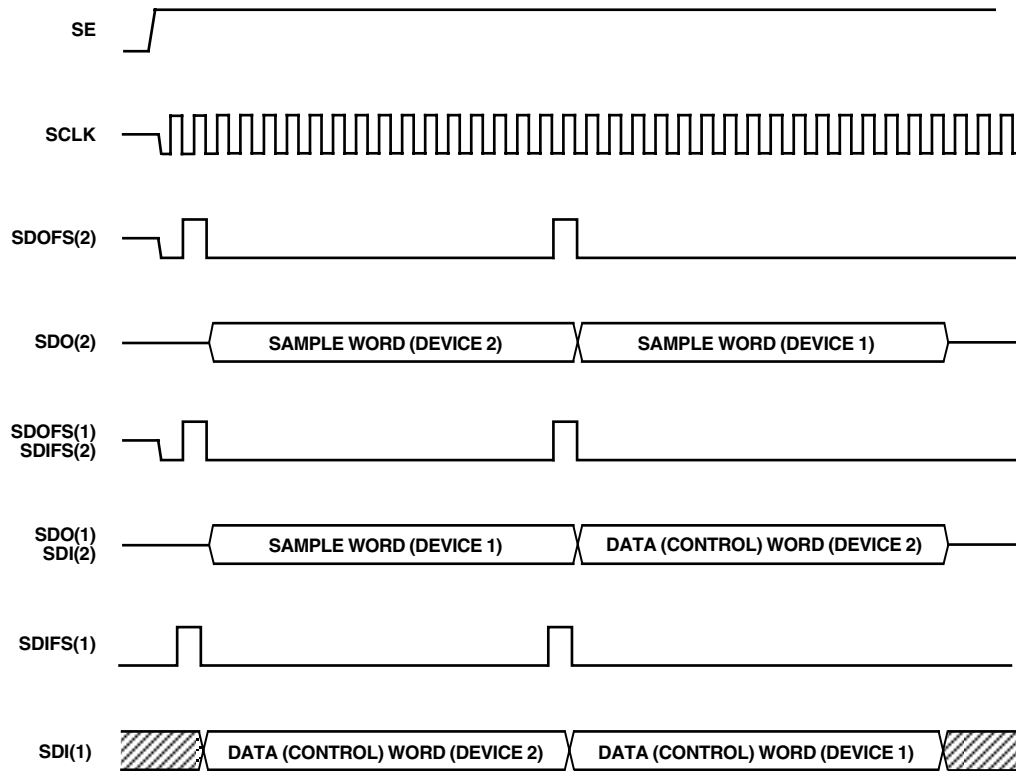 SE
SCLK
SDOFS(2)
SDO(2) SAMPLE WORD (DEVICE 2) SAMPLE WORD (DEVICE 1)
SDOFS(1)
SDIFS(2)
SDO(1)
SDI(2)
SAMPLE WORD (DEVICE 1) DATA (CONTROL) WORD (DEVICE 2)
SDIFS(1)
SDI(1) DATA (CONTROL) WORD (DEVICE 2) DATA (CONTROL) WORD (DEVICE 1)